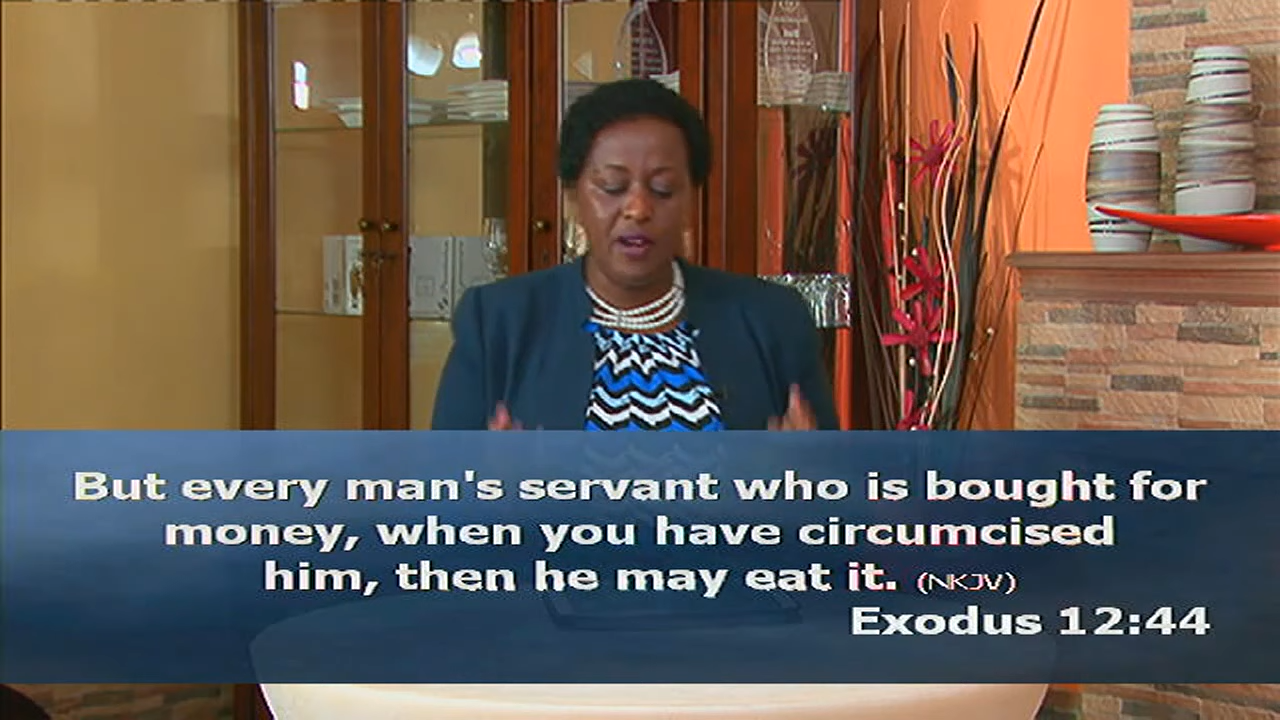 But every man's servant who is bought for
money, when you have circumcised
him, then he may eat it. (NKJV)
Exodus 12:44